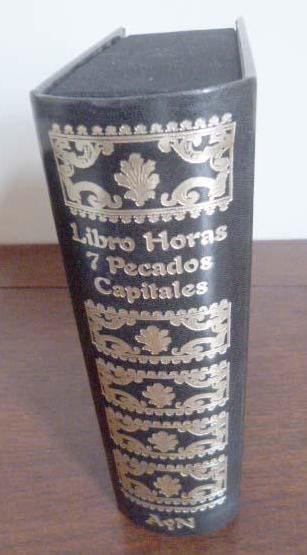 Libro Horas
7 Pecados
Capitales
AyN